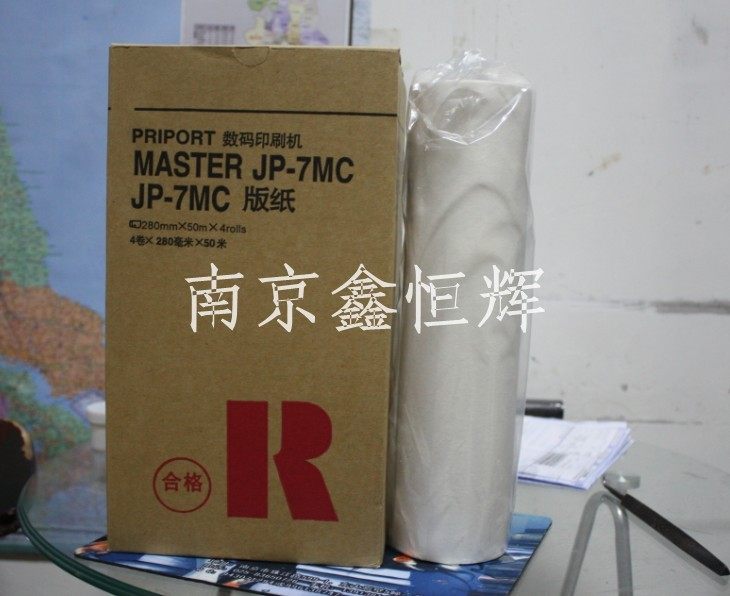 PRIPORT 数码印刷机
MASTER JP-7MC
JP-7MC 版纸
280mm×50m×4rolls
4卷×280毫米×50米
南京鑫恒辉
合格
R